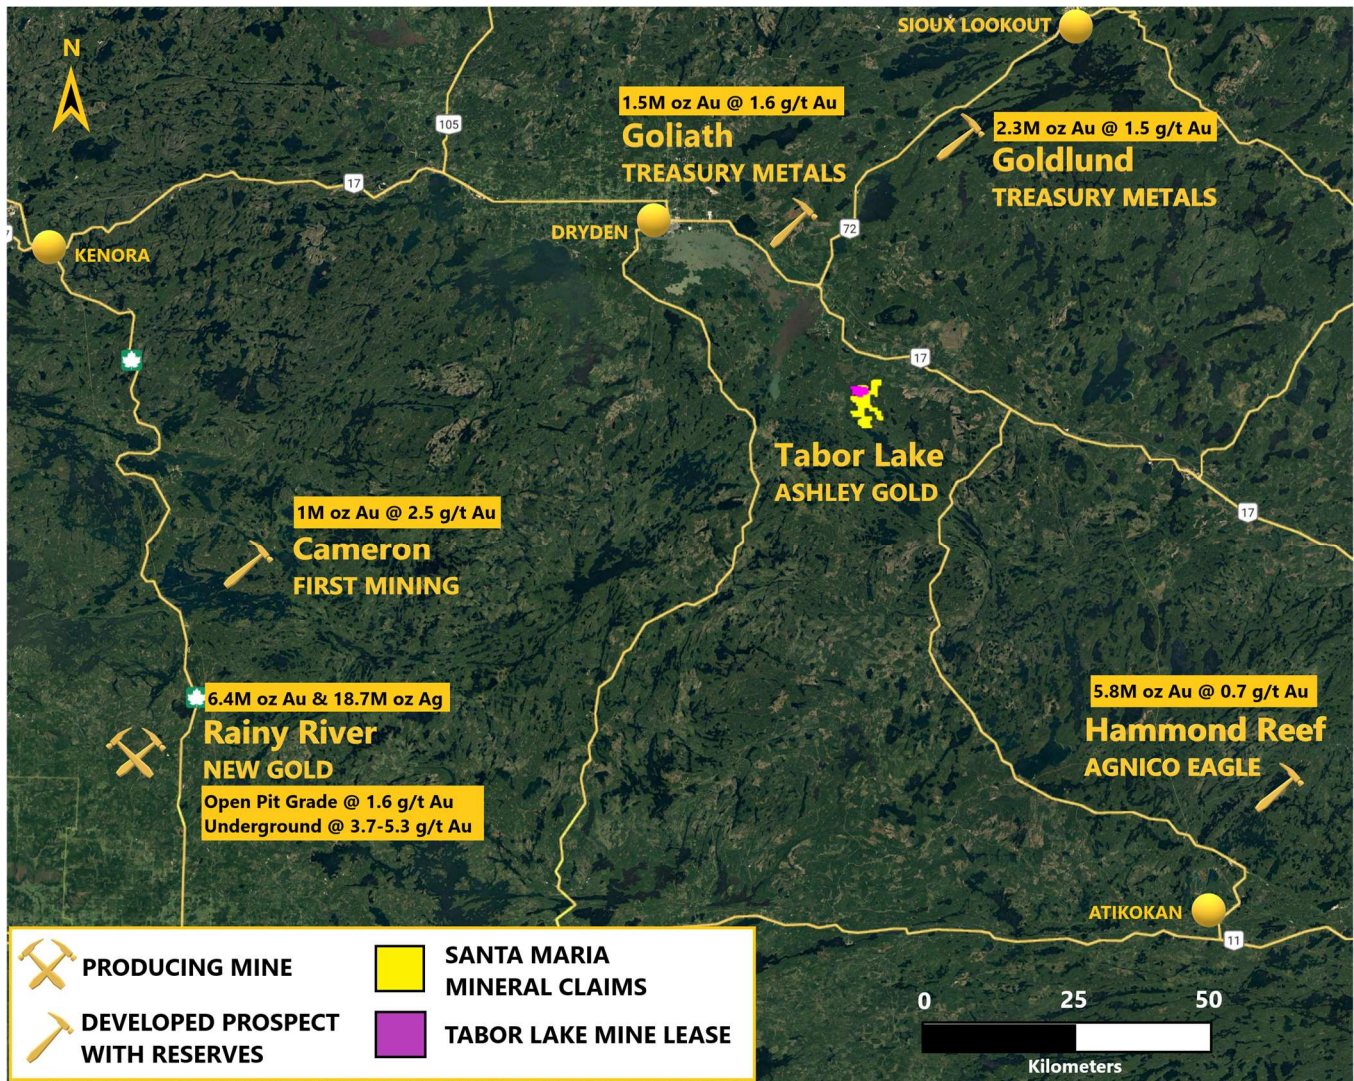 N
SIOUX LOOKOUT
105
1.5M oz Au @ 1.6 g/t Au
Goliath
TREASURY METALS
2.3M oz Au @ 1.5 g/t Au
Goldlund
TREASURY METALS
17
DRYDEN
72
7
KENORA
17
Tabor Lake
ASHLEY GOLD
17
1M oz Au @ 2.5 g/t Au
Cameron
FIRST MINING
6.4M oz Au & 18.7M oz Ag
Rainy River
NEW GOLD
Open Pit Grade @ 1.6 g/t Au
Underground @ 3.7-5.3 g/t Au
5.8M oz Au @ 0.7 g/t Au
Hammond Reef
AGNICO EAGLE
ATIKOKAN
11
PRODUCING MINE
DEVELOPED PROSPECT
WITH RESERVES
SANTA MARIA
MINERAL CLAIMS
TABOR LAKE MINE LEASE
0 25 50
Kilometers